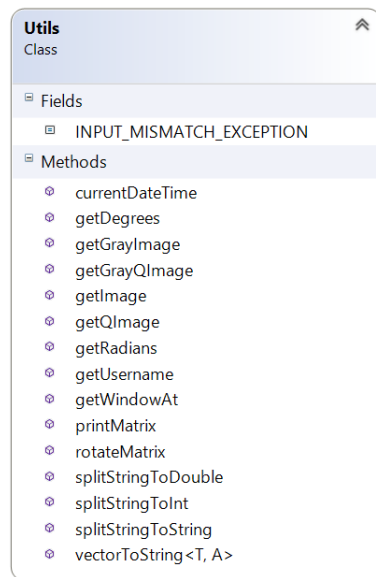 Utils
Class
Fields
INPUT_MISMATCH_EXCEPTION
Methods
currentDateTime
getDegrees
getGrayImage
getGrayQImage
getImage
getQImage
getRadians
getUsername
getWindowAt
printMatrix
rotateMatrix
splitStringToDouble
splitStringToInt
splitStringToString
vectorToString<T, A>